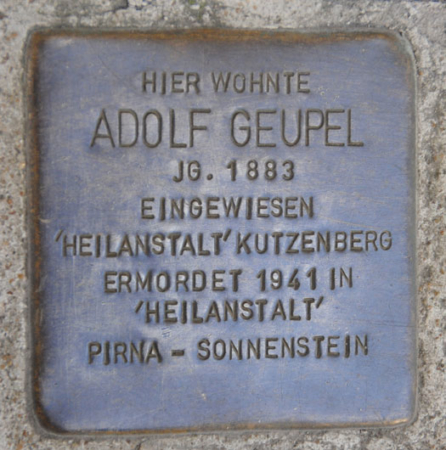 HIER WOHNTE
ADOLF GEUPEL
JG. 1883
EINGEWIESEN
'HEILANSTALT' KUTZENBERG
ERMORDET 1941 IN
'HEILANSTALT'
PIRNA - SONNENSTEIN